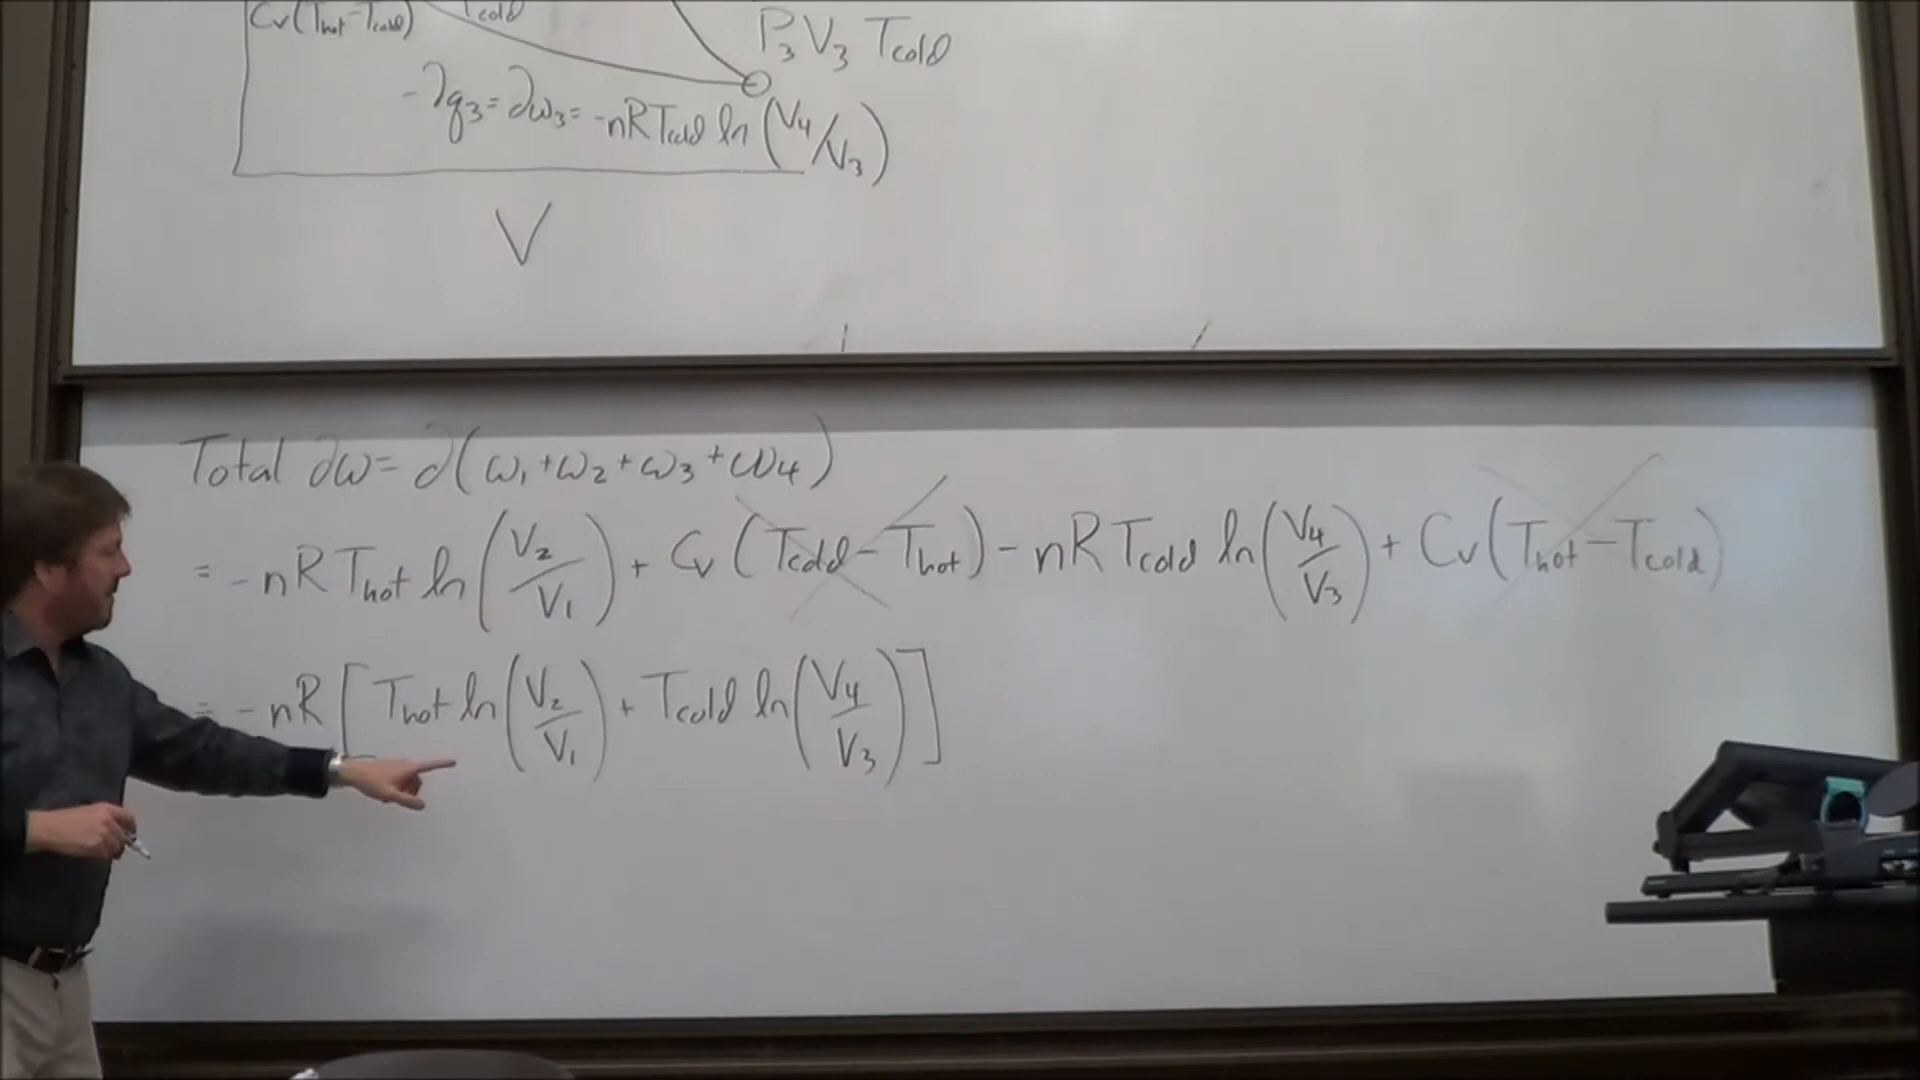 Cv(Thot-Tcold)
Tcold
P3 V3 Tcold
-∂q3=∂w3=-nRTcold ln(V4/V3)
V
Total ∂w=∂(w1+w2+w3+w4)
=-nRThot ln(V2/V1)+Cv(Tcold-Thot)-nRTcold ln(V4/V3)+Cv(Thot-Tcold)
=-nR[Thot ln(V2/V1)+Tcold ln(V4/V3)]